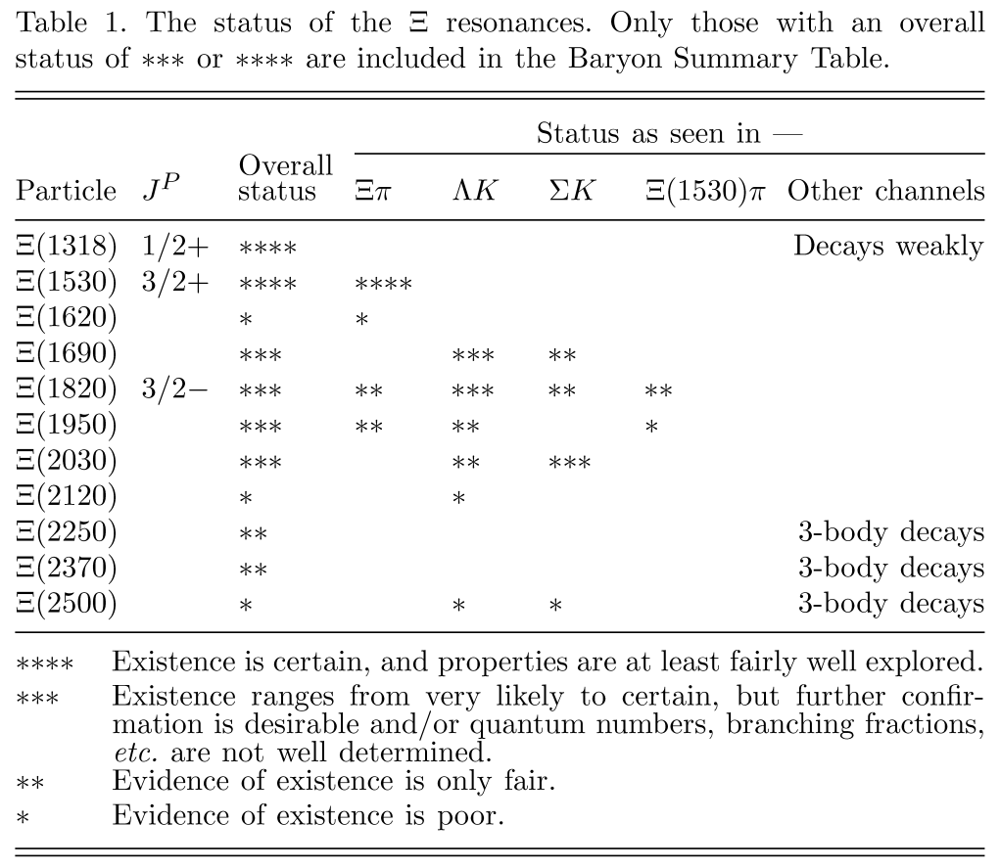 Table 1. The status of the Ξ resonances. Only those with an overall
status of ∗∗∗ or ∗∗∗∗ are included in the Baryon Summary Table.
Status as seen in —
Overall
Particle J^P status Ξπ ΛK ΣK Ξ(1530)π Other channels
Ξ(1318) 1/2+ ∗∗∗∗ Decays weakly
Ξ(1530) 3/2+ ∗∗∗∗ ∗∗∗∗
Ξ(1620) ∗ ∗
Ξ(1690) ∗∗∗ ∗∗∗ ∗∗
Ξ(1820) 3/2− ∗∗∗ ∗∗ ∗∗∗ ∗∗ ∗∗
Ξ(1950) ∗∗∗ ∗∗ ∗∗ ∗
Ξ(2030) ∗∗∗ ∗∗ ∗∗∗
Ξ(2120) ∗ ∗
Ξ(2250) ∗∗ 3-body decays
Ξ(2370) ∗∗ 3-body decays
Ξ(2500) ∗ ∗ ∗ 3-body decays
∗∗∗∗ Existence is certain, and properties are at least fairly well explored.
∗∗∗ Existence ranges from very likely to certain, but further confir-
mation is desirable and/or quantum numbers, branching fractions,
etc. are not well determined.
∗∗ Evidence of existence is only fair.
∗ Evidence of existence is poor.